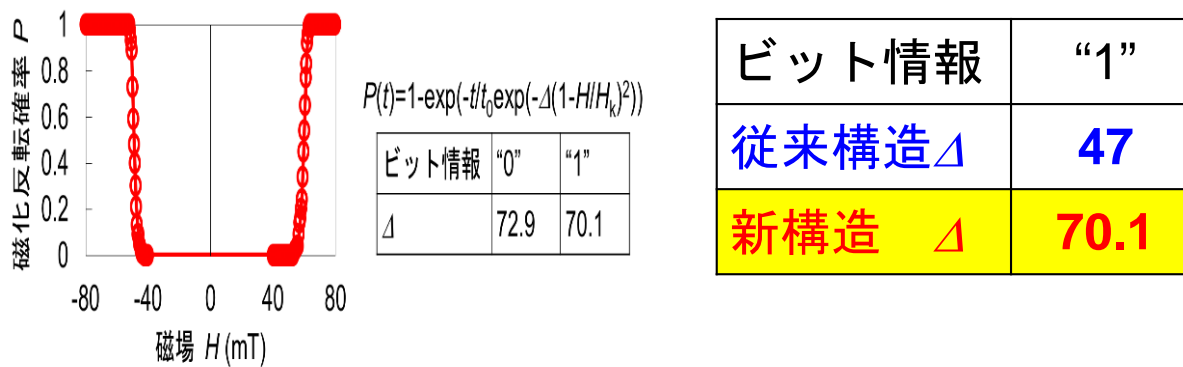 磁化反転確率 P
1
0.8
0.6
0.4
0.2
0
-80 -40 0 40 80
磁場 H (mT)
P(t)=1-exp(-t/t₀exp(-Δ(1-H/Hₖ)²))
ビット情報 “0” “1”
Δ 72.9 70.1
ビット情報 “1”
従来構造Δ 47
新構造 Δ 70.1